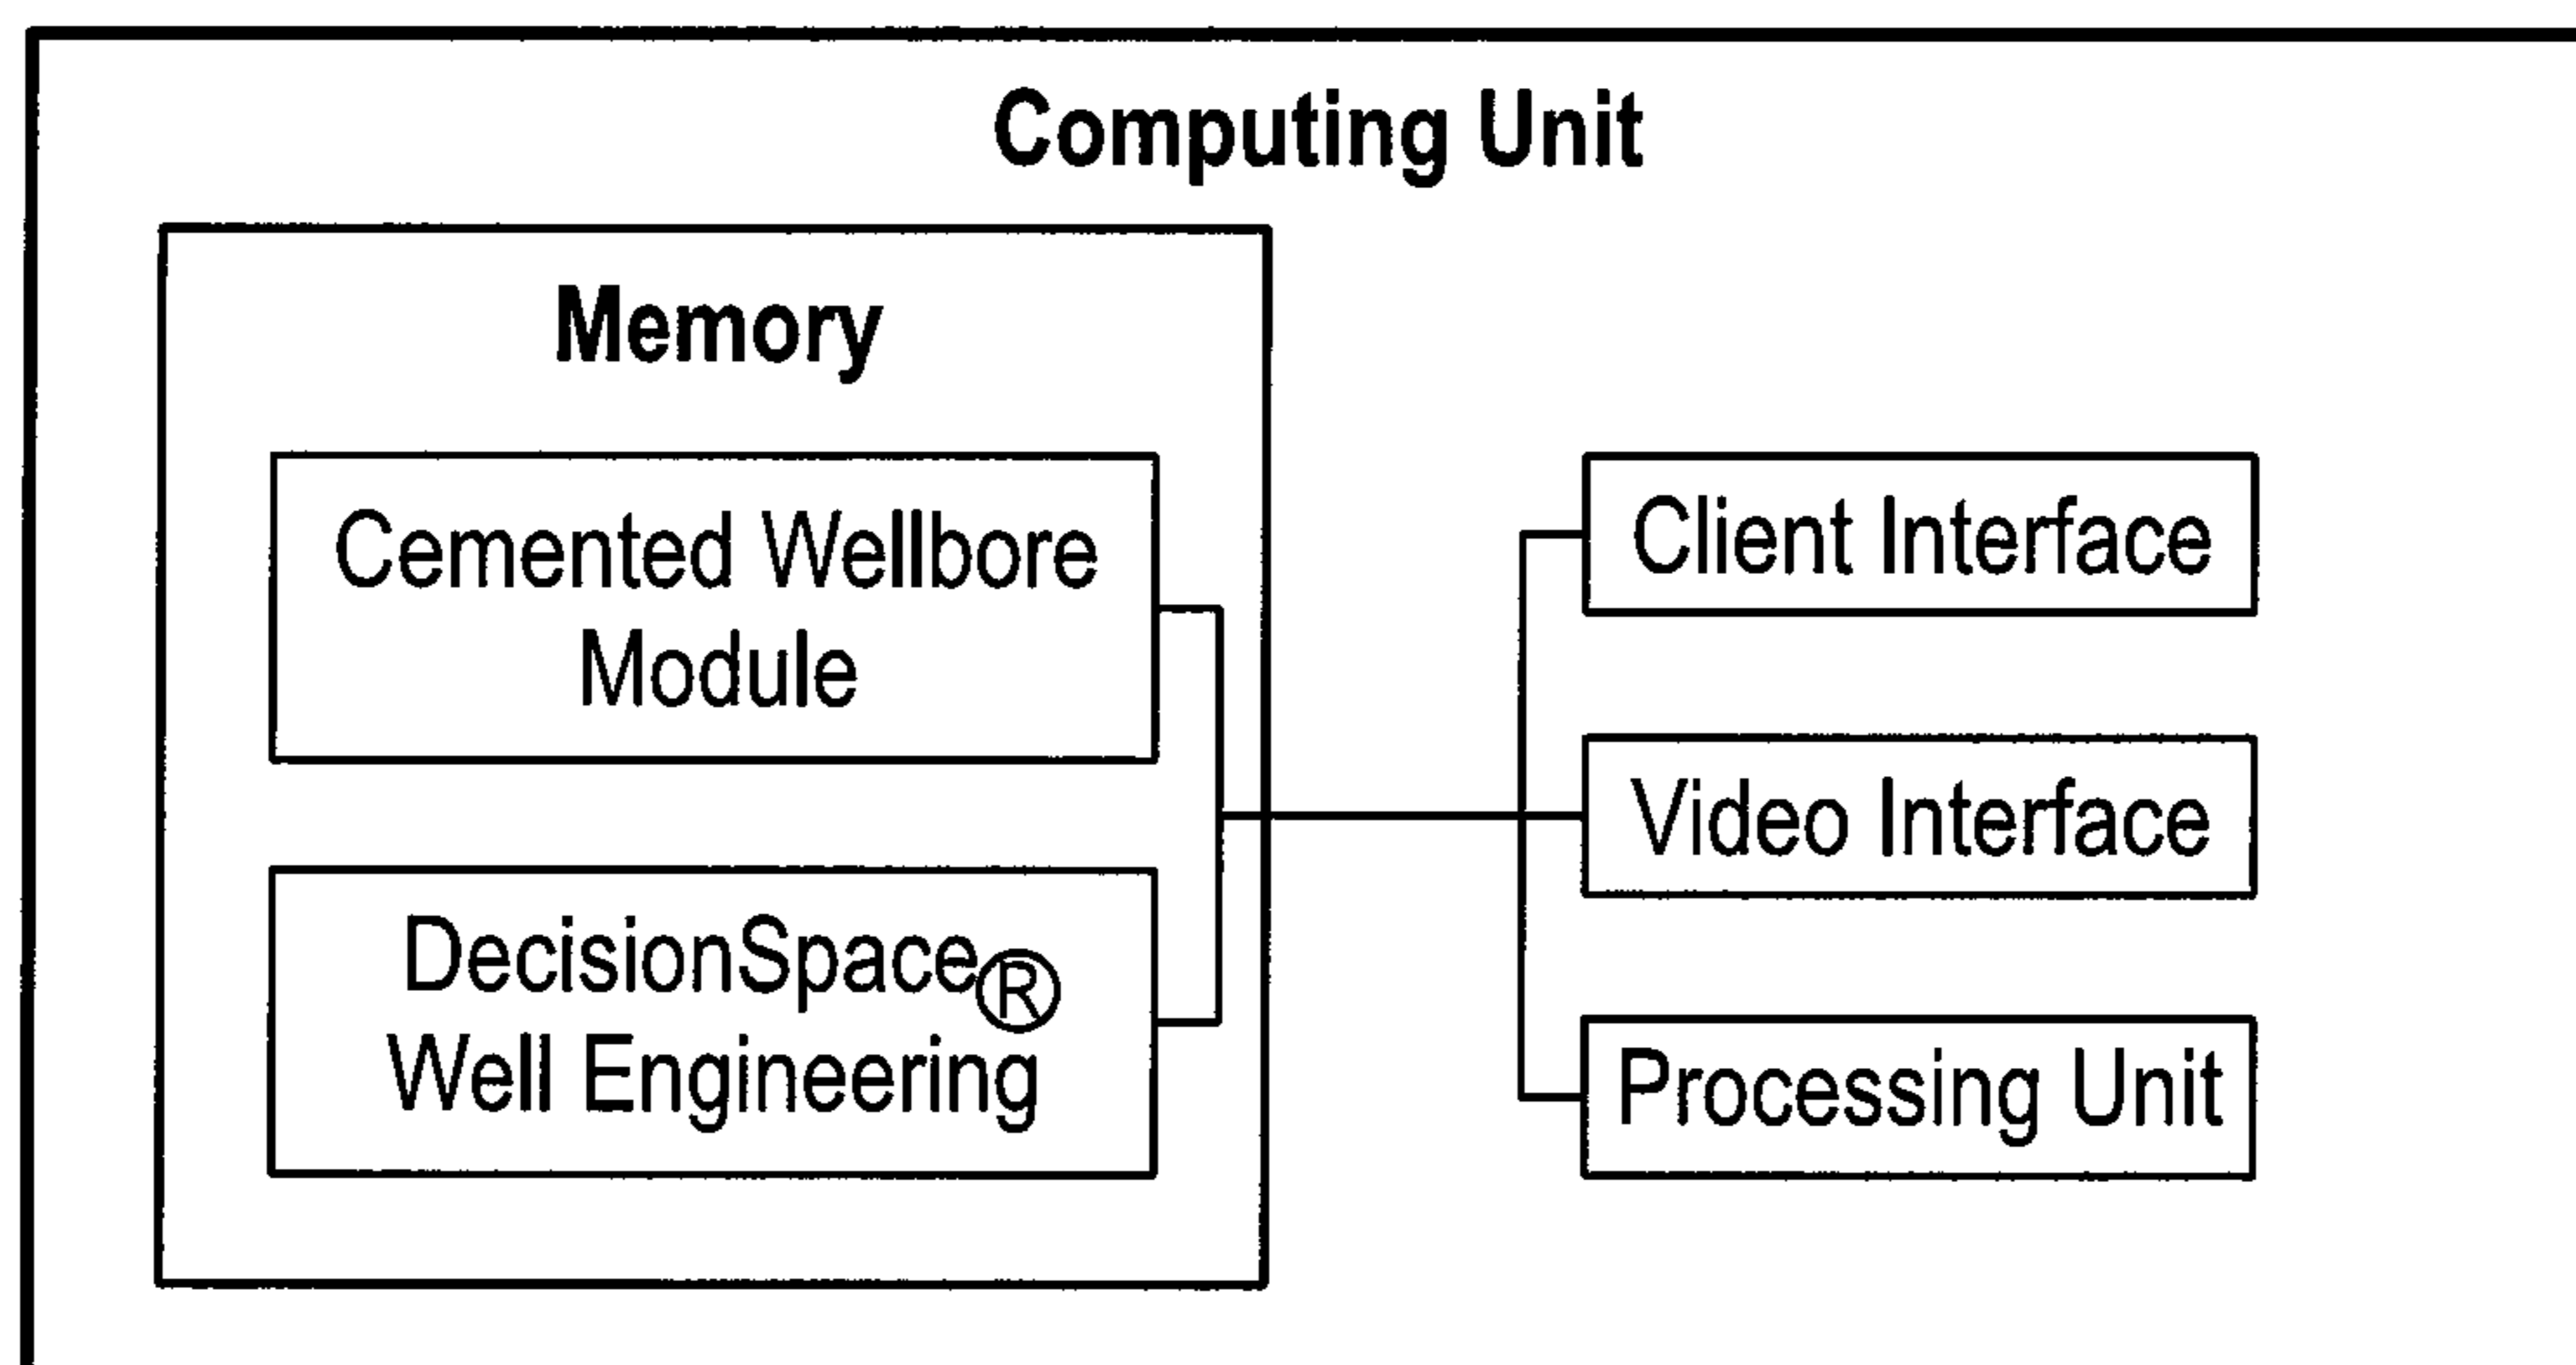 Computing Unit
Memory
Cemented Wellbore
Module
DecisionSpace®
Well Engineering
Client Interface
Video Interface
Processing Unit